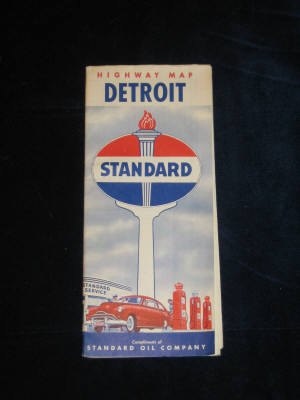 HIGHWAY MAP
DETROIT
STANDARD
STANDARD
SERVICE
Compliments of
STANDARD OIL COMPANY